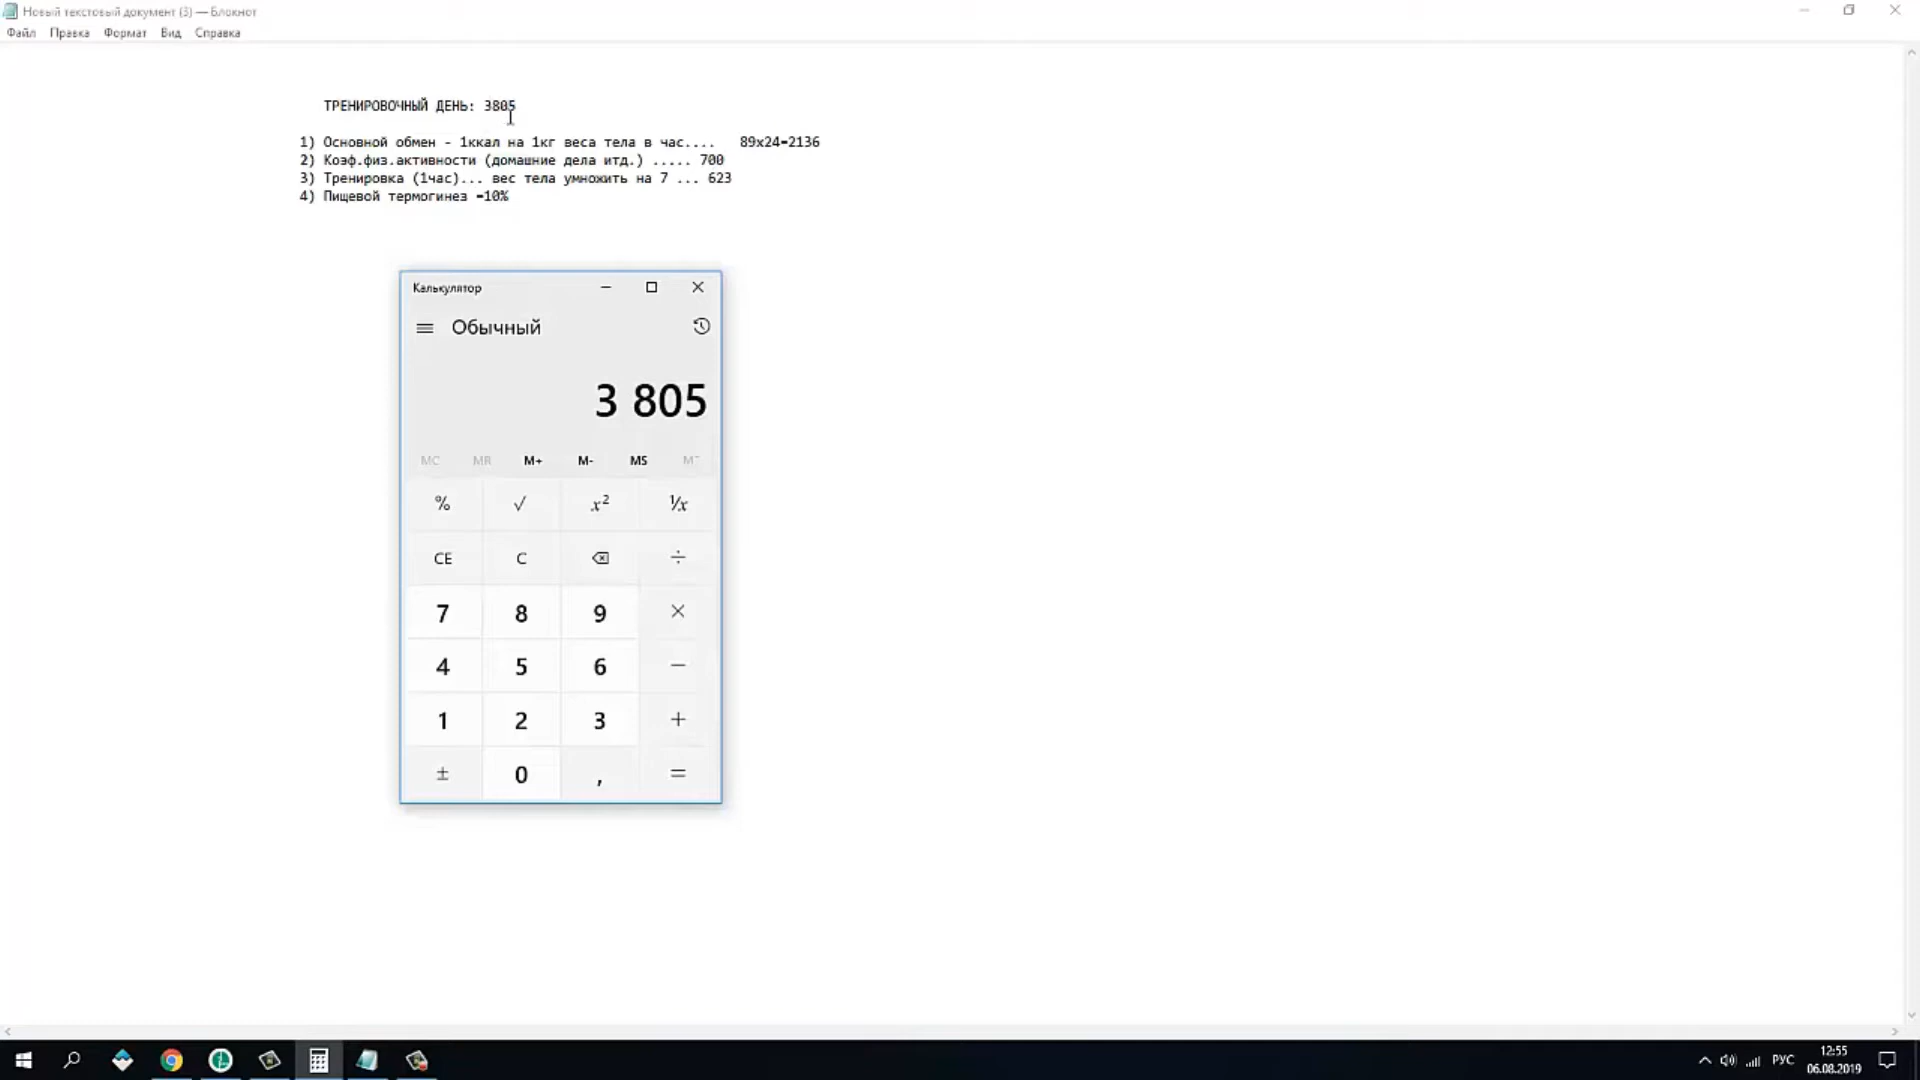 Новый текстовый документ (3) — Блокнот
Файл Правка Формат Вид Справка
ТРЕНИРОВОЧНЫЙ ДЕНЬ: 3805
1) Основной обмен - 1ккал на 1кг веса тела в час.... 89x24=2136
2) Коэф.физ.активности (домашние дела итд.) ..... 700
3) Тренировка (1час)... вес тела умножить на 7 ... 623
4) Пищевой термогинез =10%
Калькулятор
Обычный
3 805
MC MR M+ M- MS M˅
% √ x² ¹/x
CE C ÷
7 8 9 ×
4 5 6 −
1 2 3 +
± 0 , =
РУС
12:55
06.08.2019